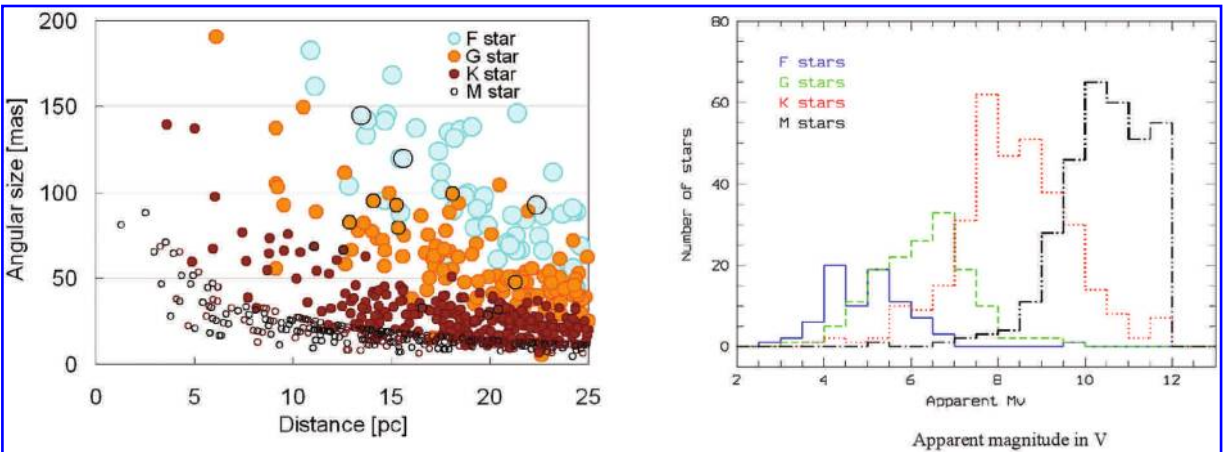 200
150
100
50
0
Angular size [mas]
F star
G star
K star
M star
0 5 10 15 20 25
Distance [pc]
80
60
40
20
0
Number of stars
F stars
G stars
K stars
M stars
2 4 6 8 10 12
Apparent Mv
Apparent magnitude in V